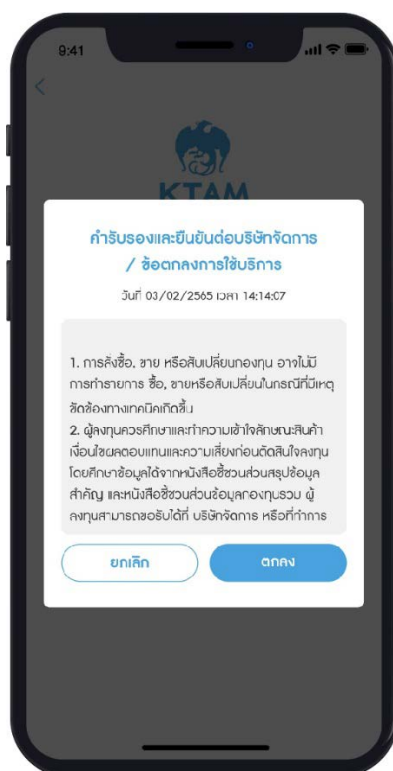 9:41
KTAM
คำรับรองและยืนยันต่อบริษัทจัดการ
/ ข้อตกลงการใช้บริการ
วันที่ 03/02/2565 เวลา 14:14:07
1. การสั่งซื้อ, ขาย หรือสับเปลี่ยนกองทุน อาจไม่มี
การทำรายการ ซื้อ, ขายหรือสับเปลี่ยนในกรณีที่มีเหตุ
ขัดข้องทางเทคนิคเกิดขึ้น
2. ผู้ลงทุนควรศึกษาและทำความเข้าใจลักษณะสินค้า
เงื่อนไขผลตอบแทนและความเสี่ยงก่อนตัดสินใจลงทุน
โดยศึกษาข้อมูลได้จากหนังสือชี้ชวนส่วนสรุปข้อมูล
สำคัญ และหนังสือชี้ชวนส่วนข้อมูลกองทุนรวม ผู้
ลงทุนสามารถขอรับได้ที่ บริษัทจัดการ หรือที่ทำการ
ยกเลิก
ตกลง